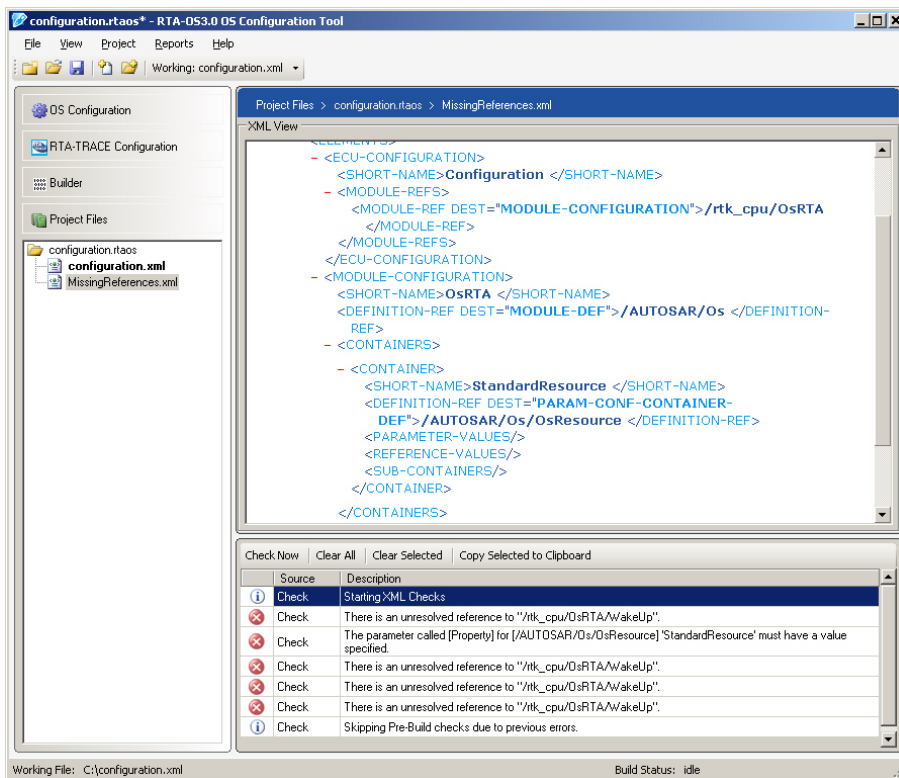 configuration.rtaos* - RTA-OS3.0 OS Configuration Tool
File View Project Reports Help
Working: configuration.xml
OS Configuration
RTA-TRACE Configuration
Builder
Project Files
configuration.rtaos
configuration.xml
MissingReferences.xml
Project Files > configuration.rtaos > MissingReferences.xml
XML View
<ELEMENTS>
- <ECU-CONFIGURATION>
<SHORT-NAME>Configuration </SHORT-NAME>
- <MODULE-REFS>
<MODULE-REF DEST="MODULE-CONFIGURATION">/rtk_cpu/OsRTA
</MODULE-REF>
</MODULE-REFS>
</ECU-CONFIGURATION>
- <MODULE-CONFIGURATION>
<SHORT-NAME>OsRTA </SHORT-NAME>
<DEFINITION-REF DEST="MODULE-DEF">/AUTOSAR/Os </DEFINITION-
REF>
- <CONTAINERS>
- <CONTAINER>
<SHORT-NAME>StandardResource </SHORT-NAME>
<DEFINITION-REF DEST="PARAM-CONF-CONTAINER-
DEF">/AUTOSAR/Os/OsResource </DEFINITION-REF>
<PARAMETER-VALUES/>
<REFERENCE-VALUES/>
<SUB-CONTAINERS/>
</CONTAINER>
</CONTAINERS>
Check Now Clear All Clear Selected Copy Selected to Clipboard
Source Description
Check Starting XML Checks
Check There is an unresolved reference to "/rtk_cpu/OsRTA/WakeUp".
Check The parameter called [Property] for [/AUTOSAR/Os/OsResource] 'StandardResource' must have a value
specified.
Check There is an unresolved reference to "/rtk_cpu/OsRTA/WakeUp".
Check There is an unresolved reference to "/rtk_cpu/OsRTA/WakeUp".
Check There is an unresolved reference to "/rtk_cpu/OsRTA/WakeUp".
Check Skipping Pre-Build checks due to previous errors.
Working File: C:\configuration.xml Build Status: idle